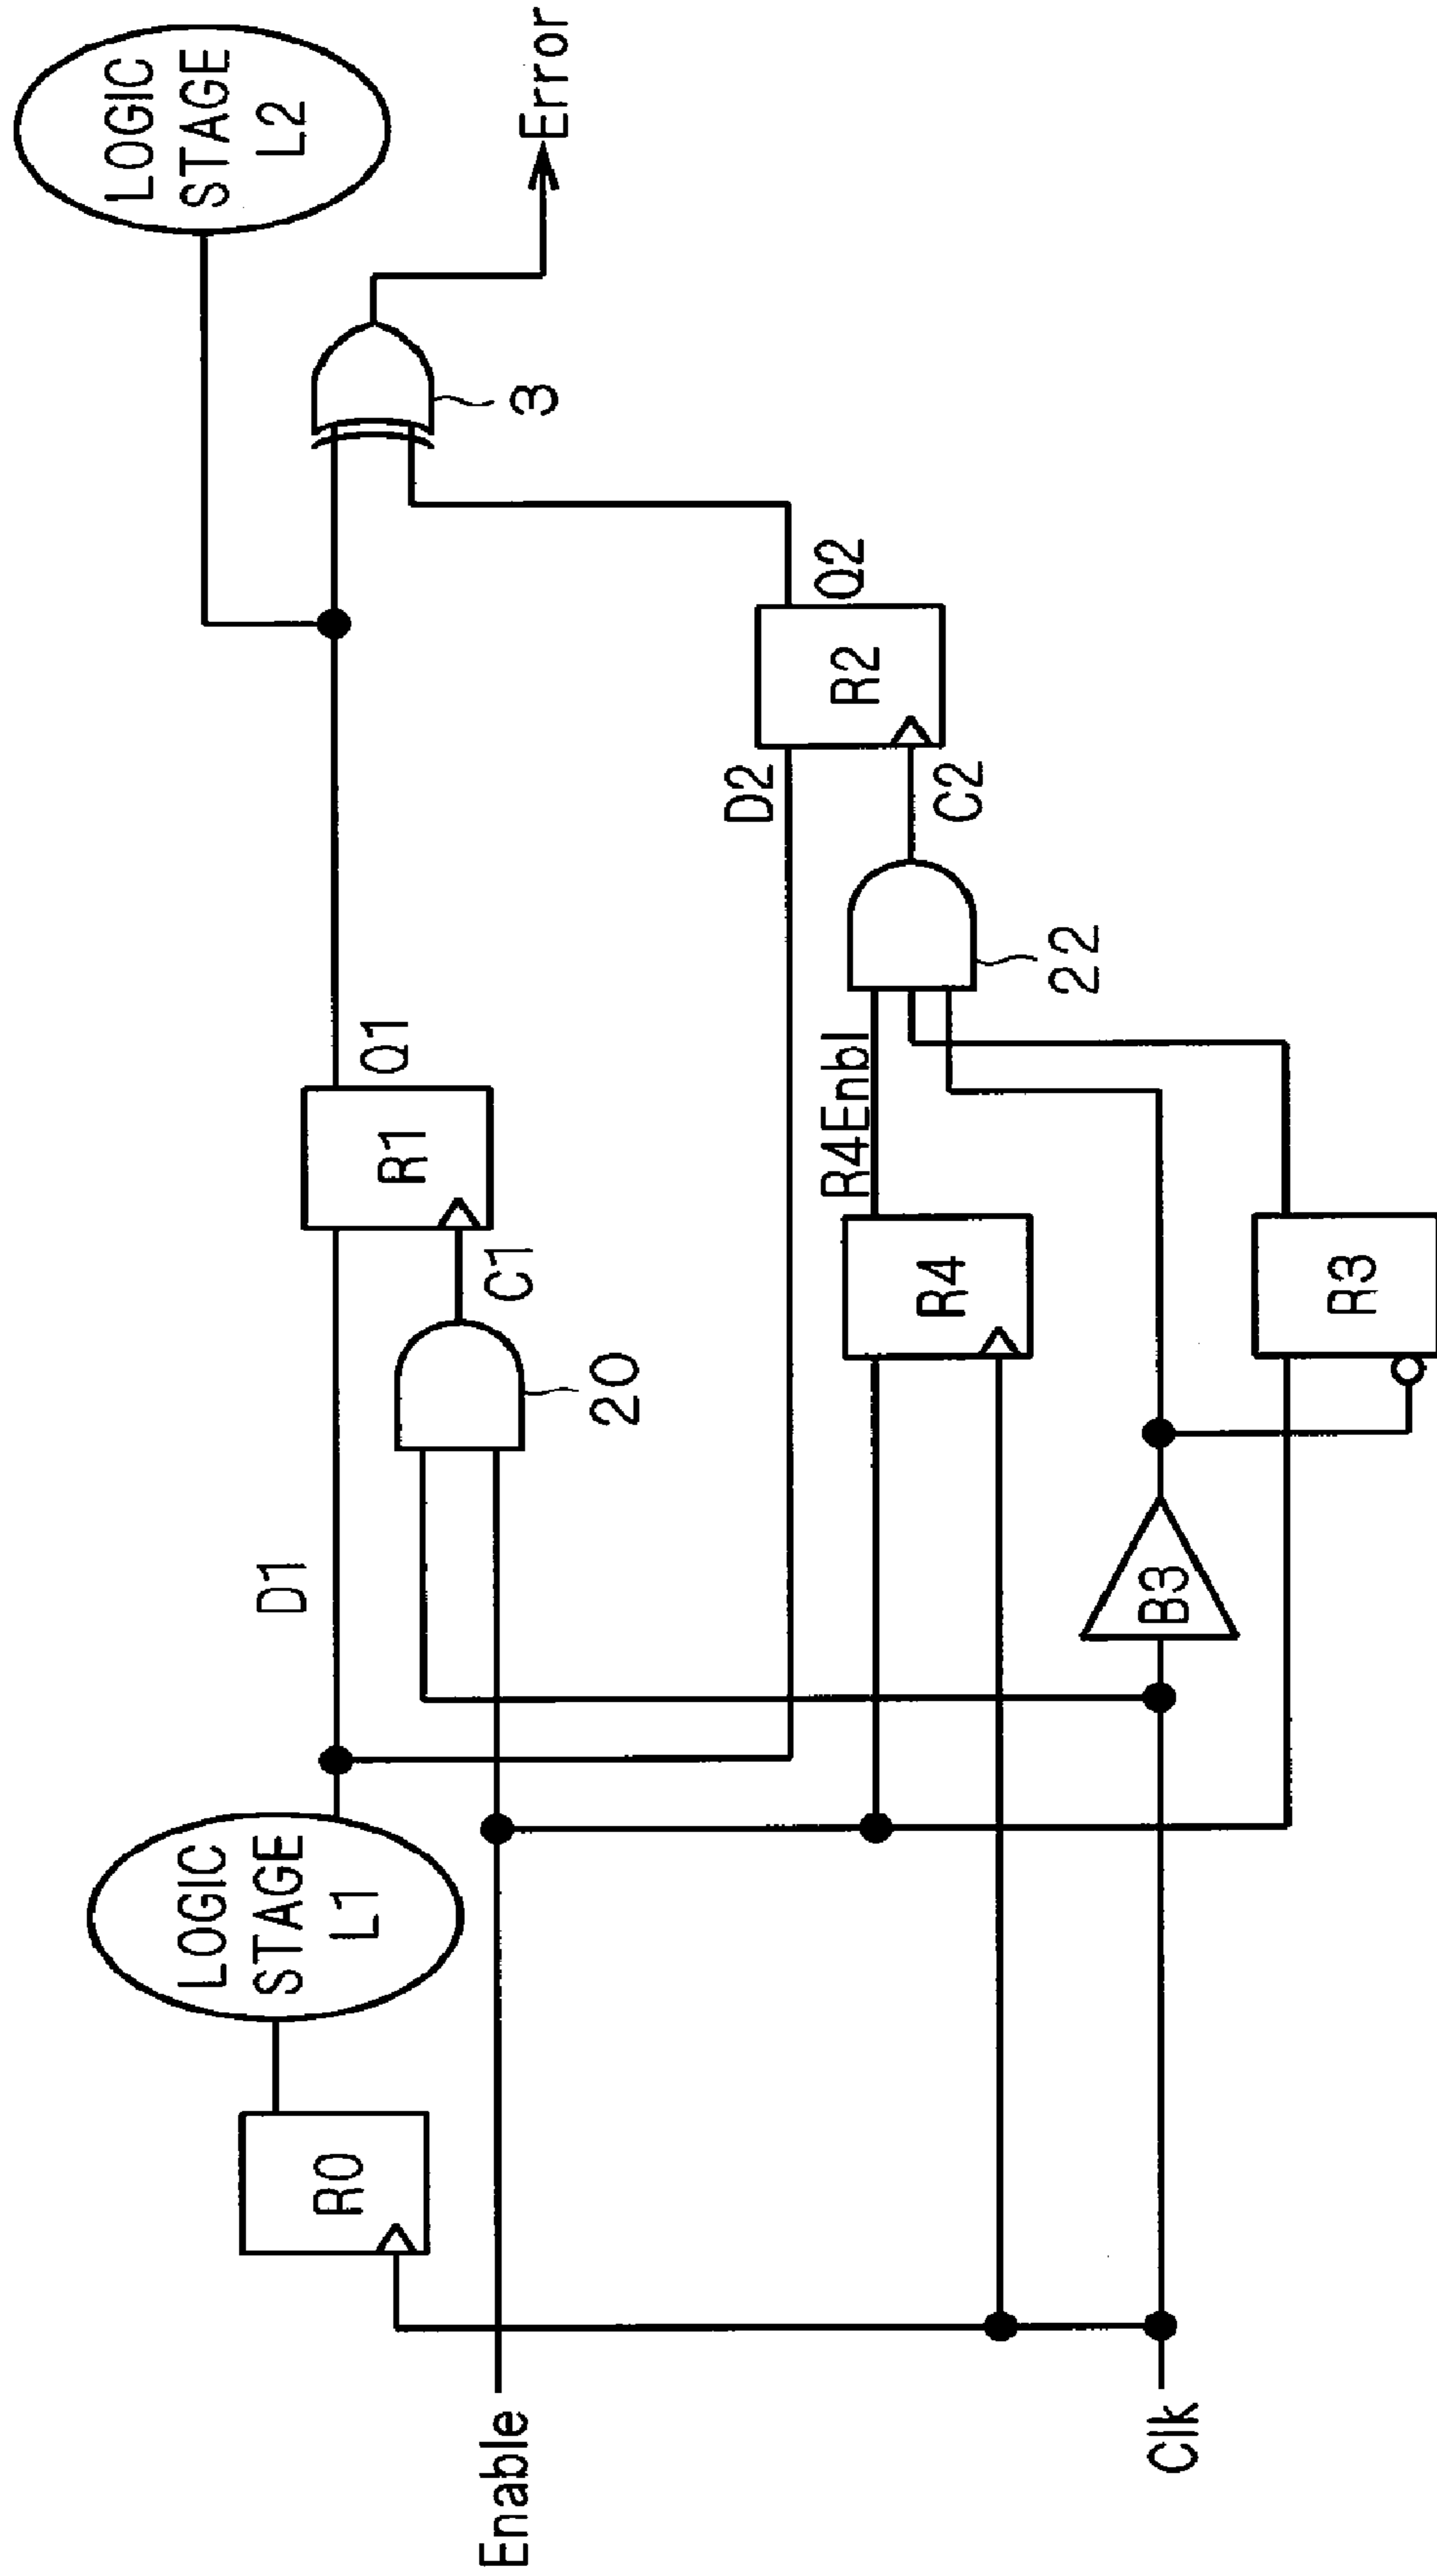 LOGIC
STAGE
L2
Error
3
D1
Q1
R1
C1
20
LOGIC
STAGE
L1
R0
D2
Q2
R2
C2
22
R4Enbl
R4
B3
R3
Enable
Clk